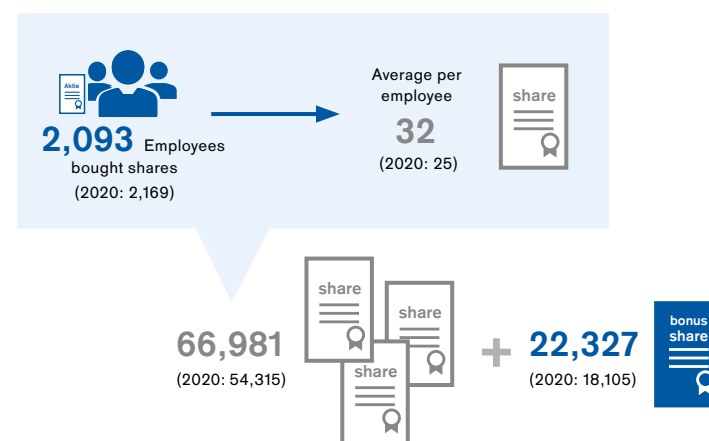 Aktie
2,093 Employees
bought shares
(2020: 2,169)
Average per
employee
32
(2020: 25)
share
66,981
(2020: 54,315)
share
share
share
22,327
(2020: 18,105)
bonus
share